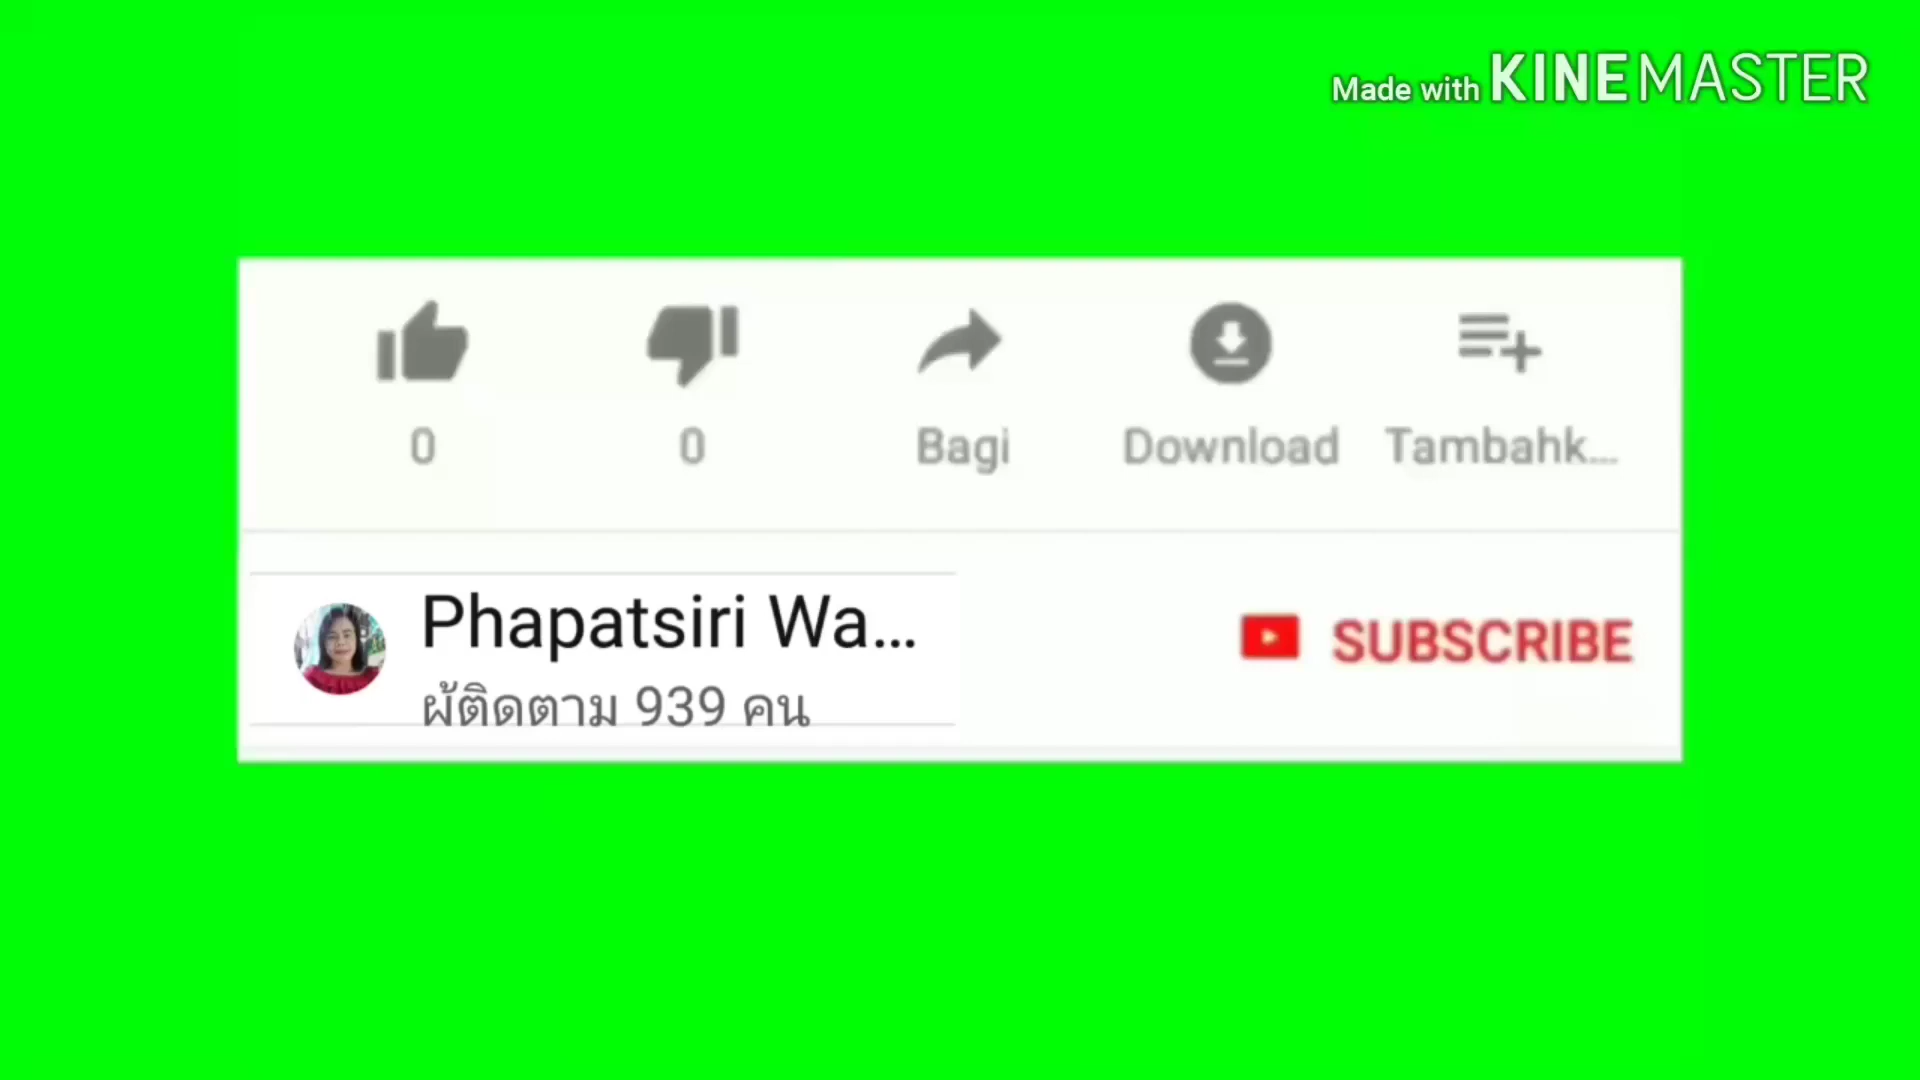 Made with KINEMASTER
0 0 Bagi Download Tambahk...
Phapatsiri Wa...
SUBSCRIBE
ผู้ติดตาม 939 คน